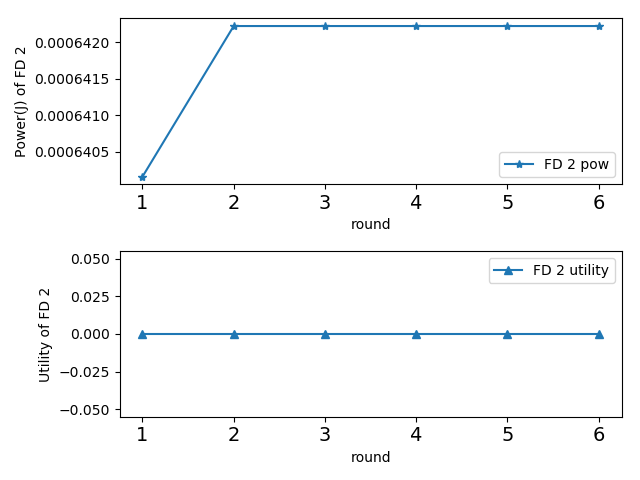 Power(J) of FD 2
0.0006420
0.0006415
0.0006410
0.0006405
FD 2 pow
1 2 3 4 5 6
round
Utility of FD 2
0.050
0.025
0.000
−0.025
−0.050
FD 2 utility
1 2 3 4 5 6
round